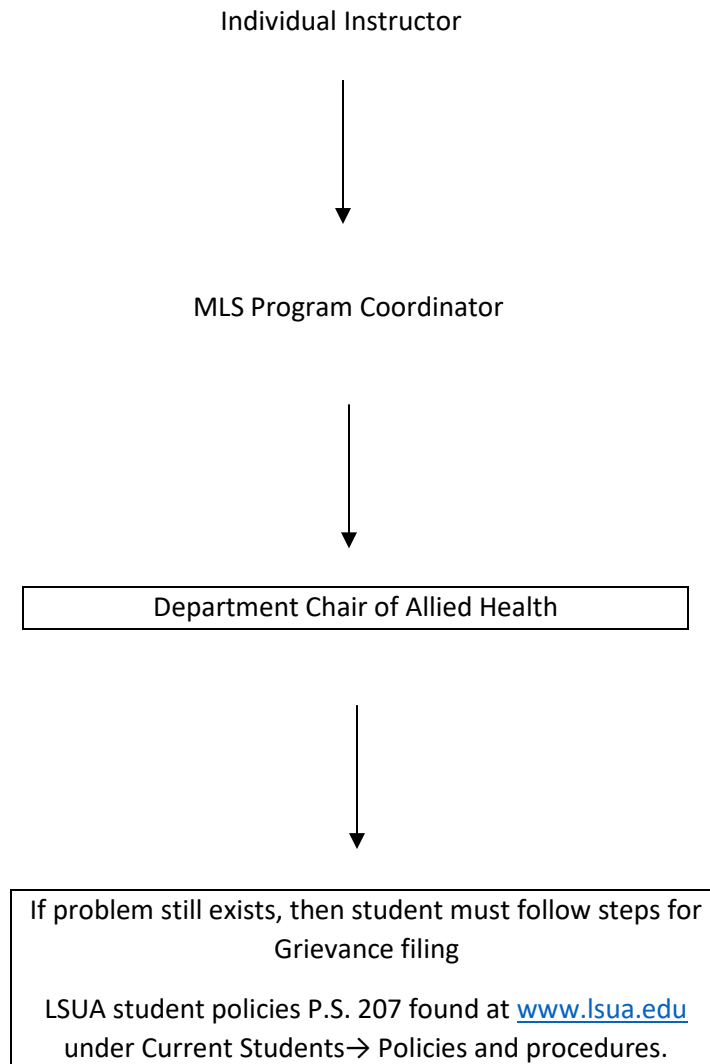 Individual Instructor
MLS Program Coordinator
Department Chair of Allied Health
If problem still exists, then student must follow steps for
Grievance filing
LSUA student policies P.S. 207 found at www.lsua.edu
under Current Students→ Policies and procedures.